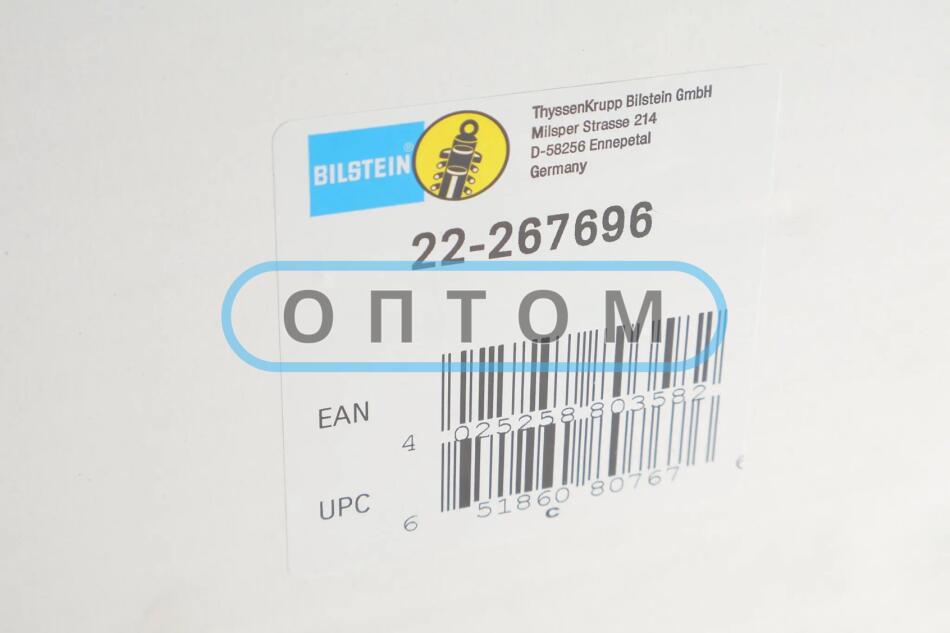 BILSTEIN®
ThyssenKrupp Bilstein GmbH
Milsper Strasse 214
D-58256 Ennepetal
Germany
22-267696
ОПТОМ
EAN
4 025258 803582
UPC
6 51860 80767
c